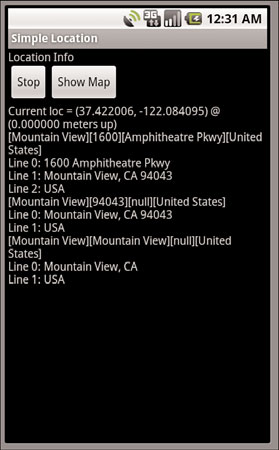 3G
12:31 AM
Simple Location
Location Info
Stop Show Map
Current loc = (37.422006, -122.084095) @
(0.000000 meters up)
[Mountain View][1600][Amphitheatre Pkwy][United
States]
Line 0: 1600 Amphitheatre Pkwy
Line 1: Mountain View, CA 94043
Line 2: USA
[Mountain View][94043][null][United States]
Line 0: Mountain View, CA 94043
Line 1: USA
[Mountain View][Mountain View][null][United
States]
Line 0: Mountain View, CA
Line 1: USA